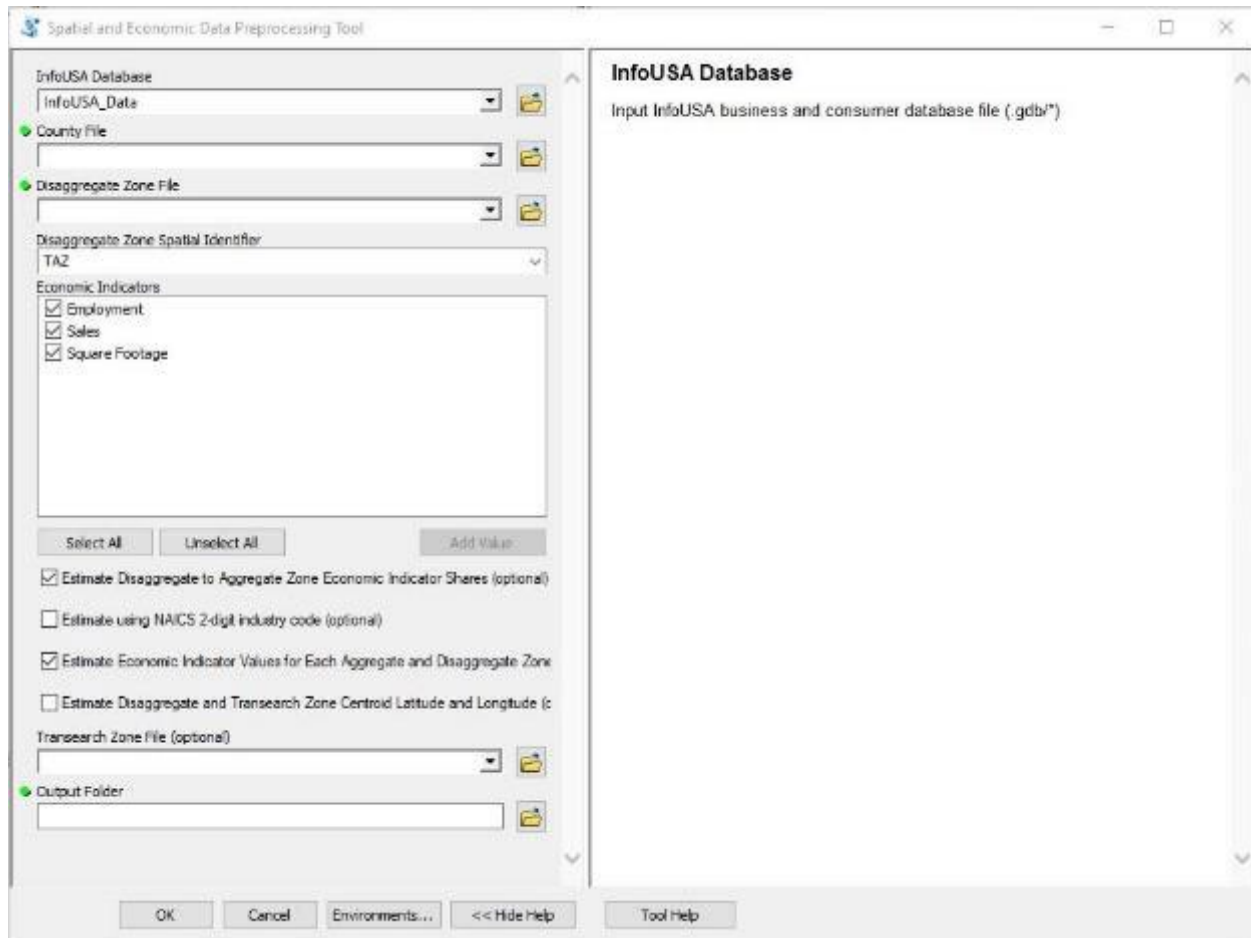 Spatial and Economic Data Preprocessing Tool
InfoUSA Database
InfoUSA_Data
County File
Disaggregate Zone File
Disaggregate Zone Spatial Identifier
TAZ
Economic Indicators
Employment
Sales
Square Footage
Select All
Unselect All
Add Value
Estimate Disaggregate to Aggregate Zone Economic Indicator Shares (optional)
Estimate using NAICS 2-digit industry code (optional)
Estimate Economic Indicator Values for Each Aggregate and Disaggregate Zone
Estimate Disaggregate and Transearch Zone Centroid Latitude and Longitude (c
Transearch Zone File (optional)
Output Folder
InfoUSA Database
Input InfoUSA business and consumer database file (.gdb/*)
OK
Cancel
Environments...
<< Hide Help
Tool Help